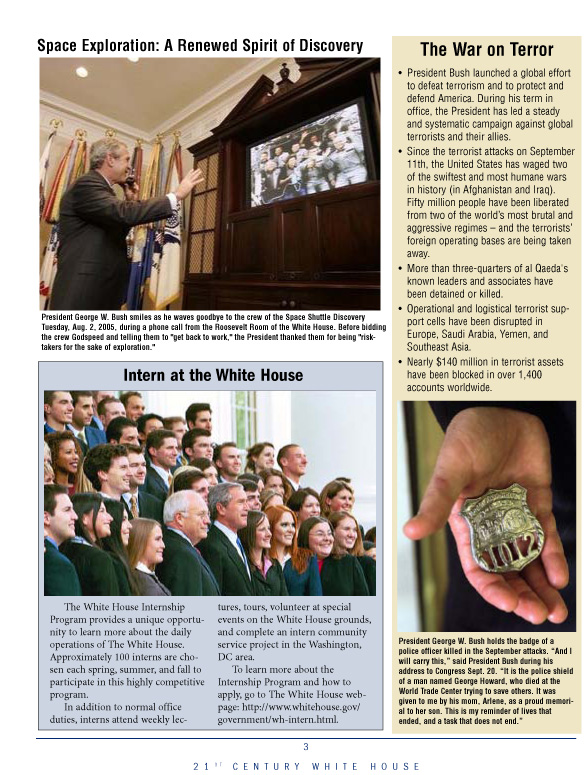 Space Exploration: A Renewed Spirit of Discovery
President George W. Bush smiles as he waves goodbye to the crew of the Space Shuttle Discovery
Tuesday, Aug. 2, 2005, during a phone call from the Roosevelt Room of the White House. Before bidding
the crew Godspeed and telling them to "get back to work," the President thanked them for being "risk-
takers for the sake of exploration."
Intern at the White House
The White House Internship
Program provides a unique opportu-
nity to learn more about the daily
operations of The White House.
Approximately 100 interns are cho-
sen each spring, summer, and fall to
participate in this highly competitive
program.
In addition to normal office
duties, interns attend weekly lec-
tures, tours, volunteer at special
events on the White House grounds,
and complete an intern community
service project in the Washington,
DC area.
To learn more about the
Internship Program and how to
apply, go to The White House web-
page: http://www.whitehouse.gov/
government/wh-intern.html.
The War on Terror
• President Bush launched a global effort
to defeat terrorism and to protect and
defend America. During his term in
office, the President has led a steady
and systematic campaign against global
terrorists and their allies.
• Since the terrorist attacks on September
11th, the United States has waged two
of the swiftest and most humane wars
in history (in Afghanistan and Iraq).
Fifty million people have been liberated
from two of the world's most brutal and
aggressive regimes – and the terrorists'
foreign operating bases are being taken
away.
• More than three-quarters of al Qaeda's
known leaders and associates have
been detained or killed.
• Operational and logistical terrorist sup-
port cells have been disrupted in
Europe, Saudi Arabia, Yemen, and
Southeast Asia.
• Nearly $140 million in terrorist assets
have been blocked in over 1,400
accounts worldwide.
1012
President George W. Bush holds the badge of a
police officer killed in the September attacks. "And I
will carry this," said President Bush during his
address to Congress Sept. 20. "It is the police shield
of a man named George Howard, who died at the
World Trade Center trying to save others. It was
given to me by his mom, Arlene, as a proud memori-
al to her son. This is my reminder of lives that
ended, and a task that does not end."
3
21ST CENTURY WHITE HOUSE